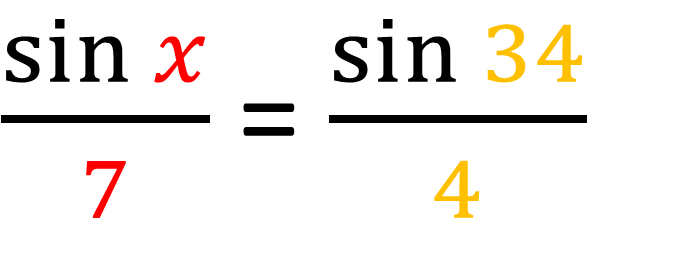 sin x / 7 = sin 34 / 4